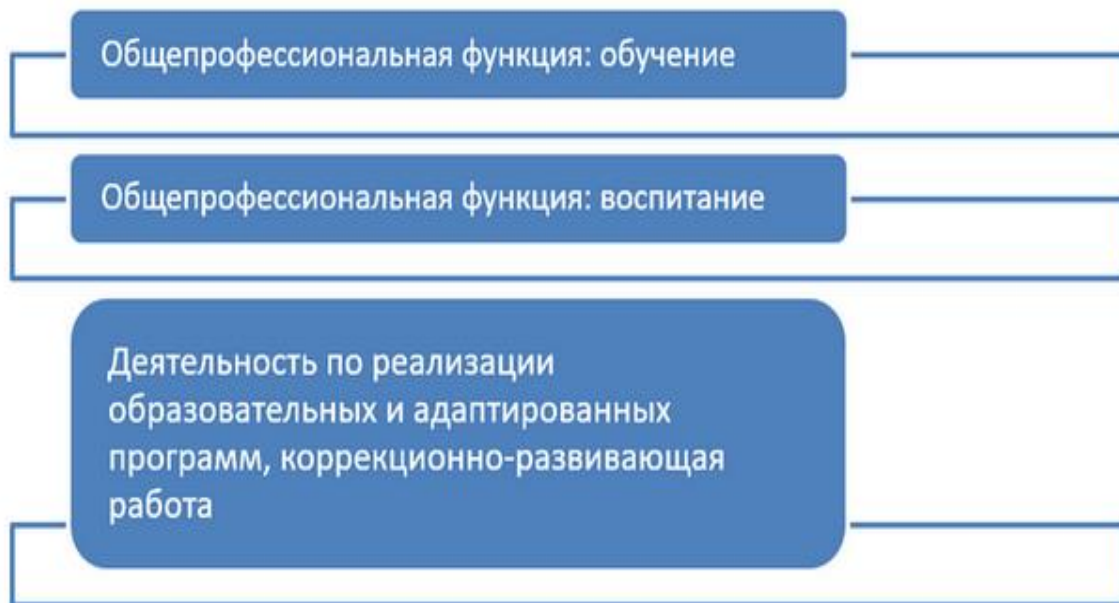 Общепрофессиональная функция: обучение
Общепрофессиональная функция: воспитание
Деятельность по реализации
образовательных и адаптированных
программ, коррекционно-развивающая
работа